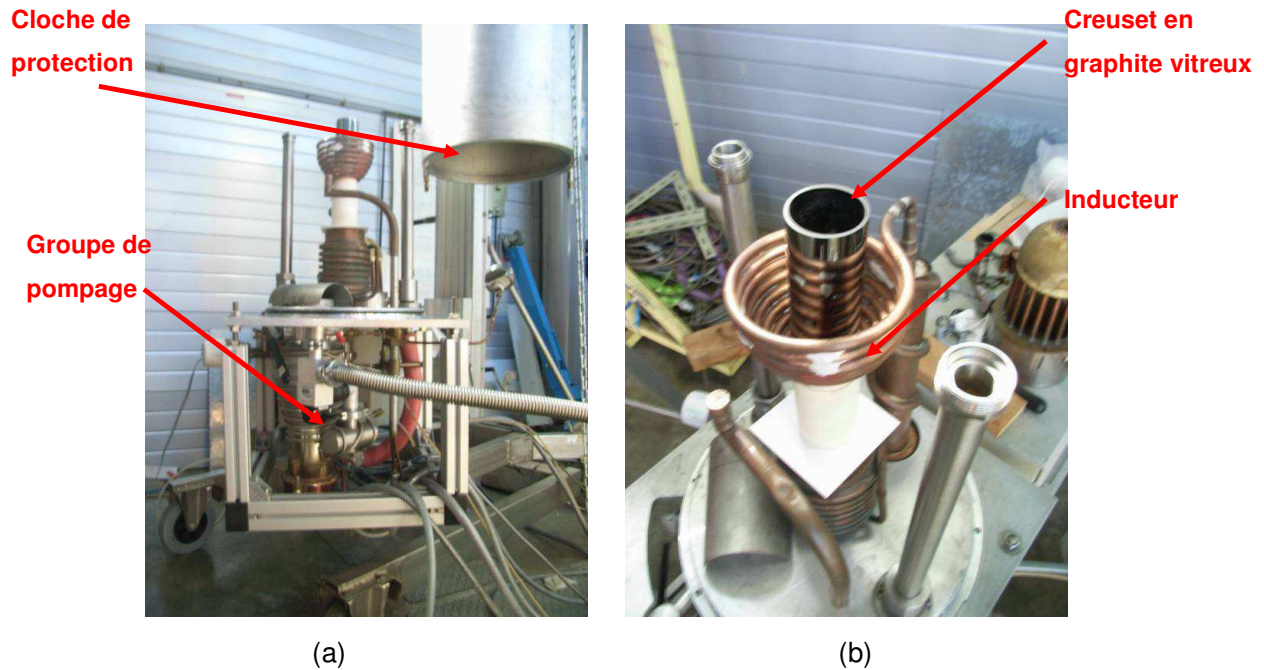 Cloche de
protection
Groupe de
pompage
Creuset en
graphite vitreux
Inducteur
(a)
(b)